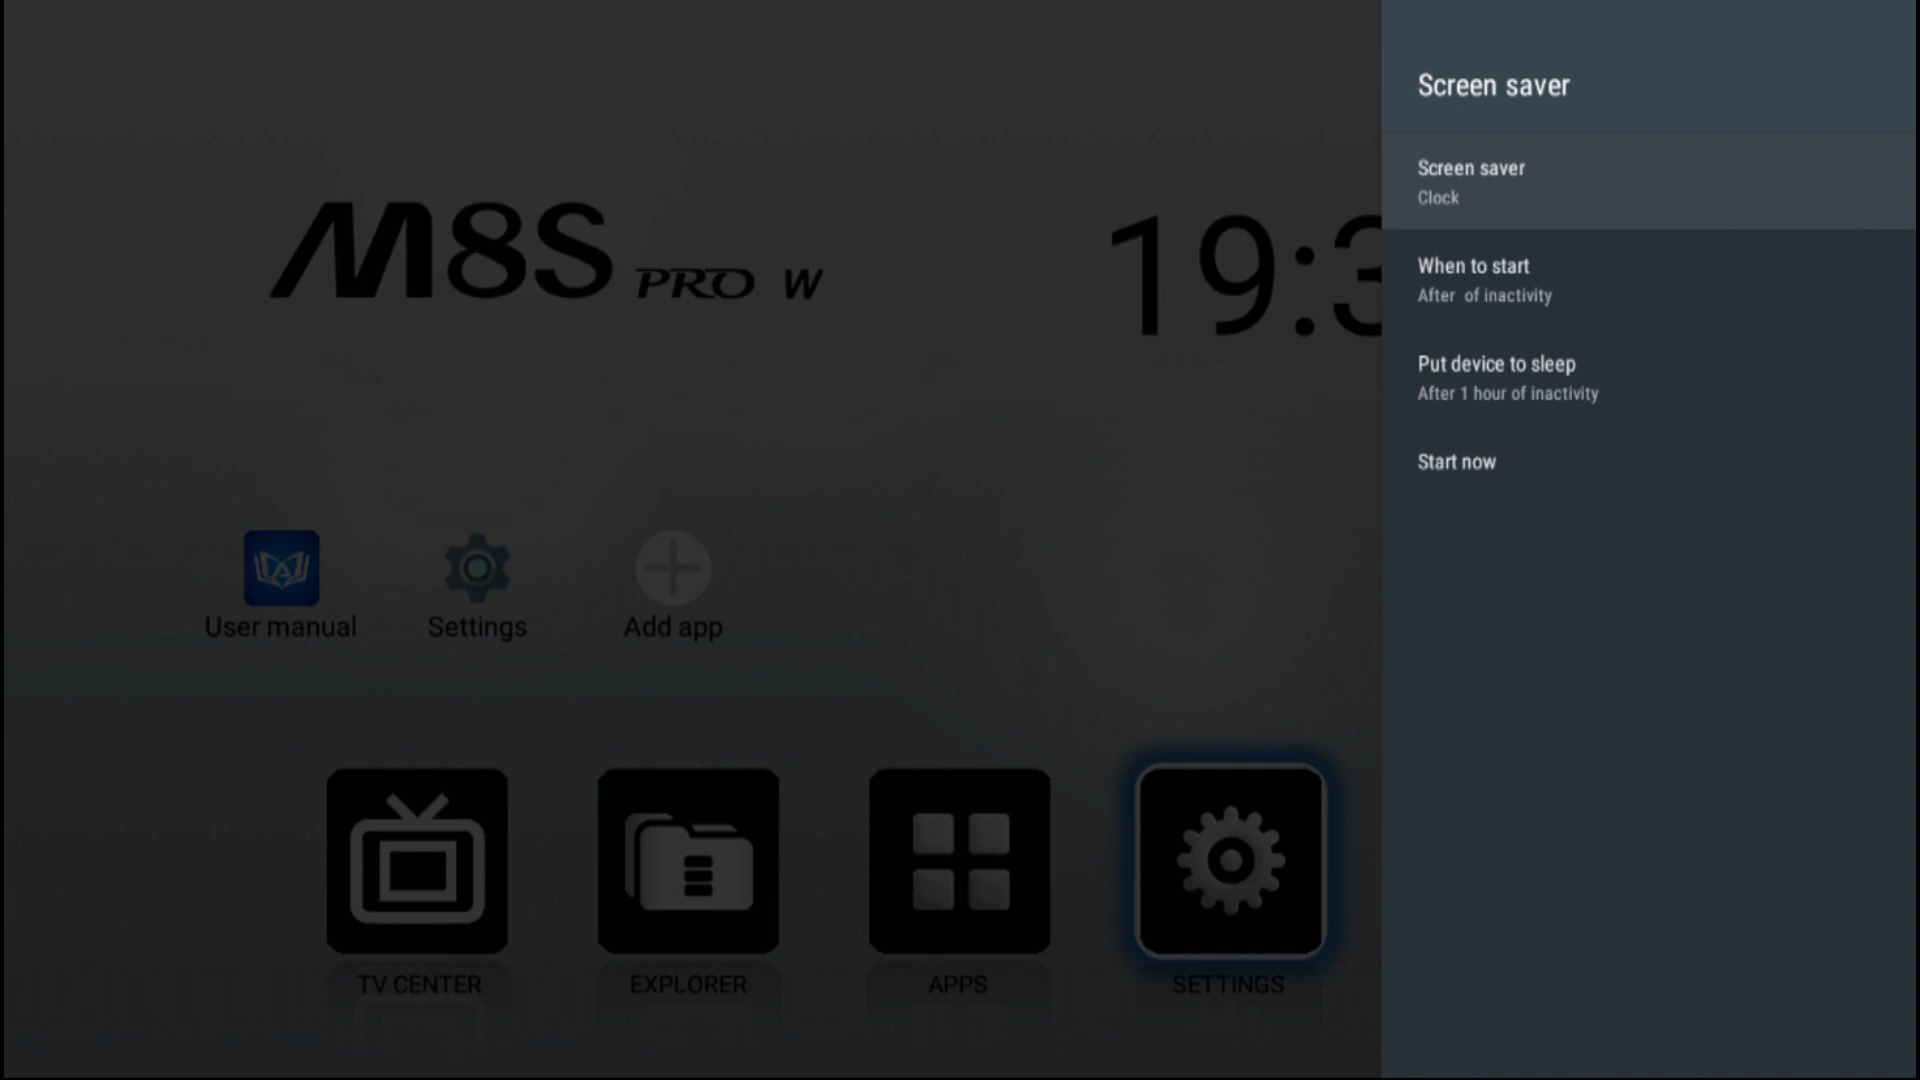 M8S PRO W
19:3
User manual
Settings
Add app
TV CENTER
EXPLORER
APPS
SETTINGS
Screen saver
Screen saver
Clock
When to start
After  of inactivity
Put device to sleep
After 1 hour of inactivity
Start now